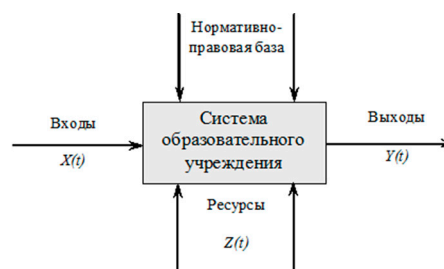 Нормативно-
правовая база
Входы
X(t)
Система
образовательного
учреждения
Выходы
Y(t)
Ресурсы
Z(t)